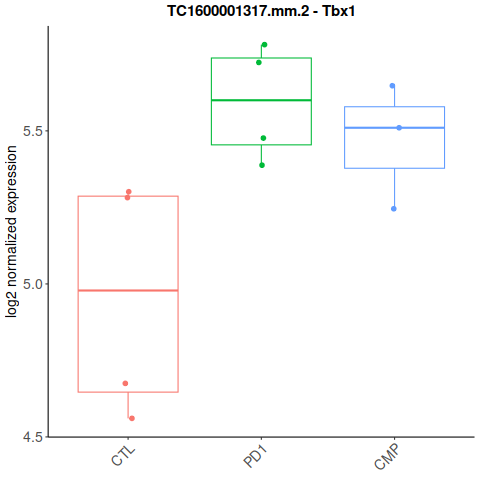 TC1600001317.mm.2 - Tbx1
log2 normalized expression
5.5
5.0
4.5
CTL
PD1
CMP